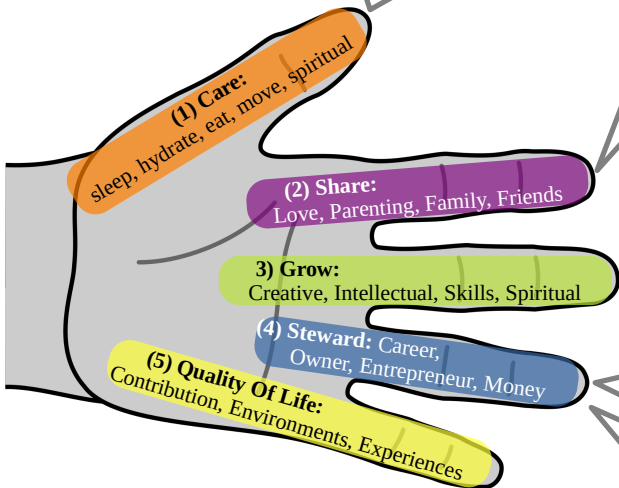 (1) Care:
sleep, hydrate, eat, move, spiritual
(2) Share:
Love, Parenting, Family, Friends
3) Grow:
Creative, Intellectual, Skills, Spiritual
(4) Steward: Career,
Owner, Entrepreneur, Money
(5) Quality Of Life:
Contribution, Environments, Experiences